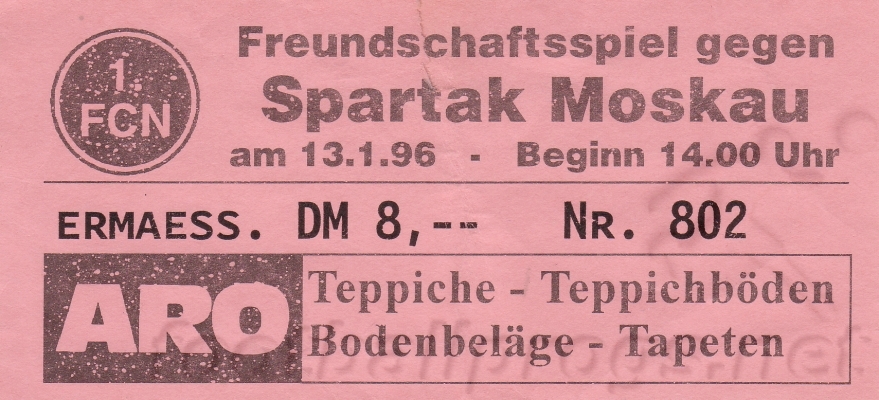 1.
FCN
Freundschaftsspiel gegen
Spartak Moskau
am 13.1.96 - Beginn 14.00 Uhr
ERMAESS. DM 8,-- NR. 802
ARO
Teppiche - Teppichböden
Bodenbeläge - Tapeten